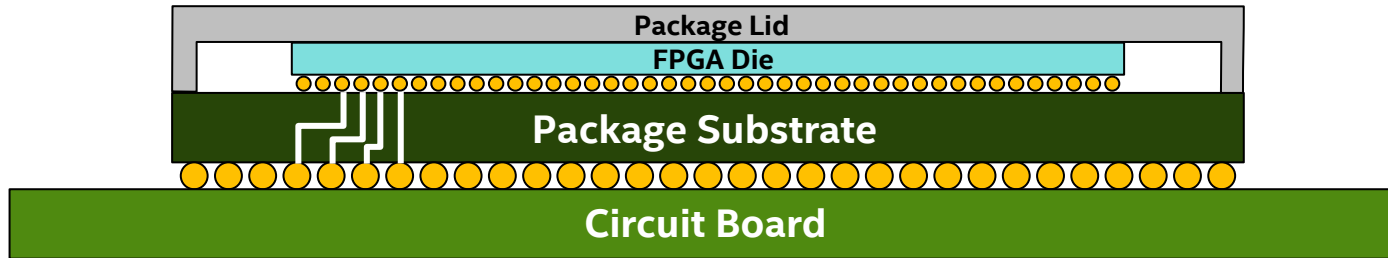 Package Lid
FPGA Die
Package Substrate
Circuit Board